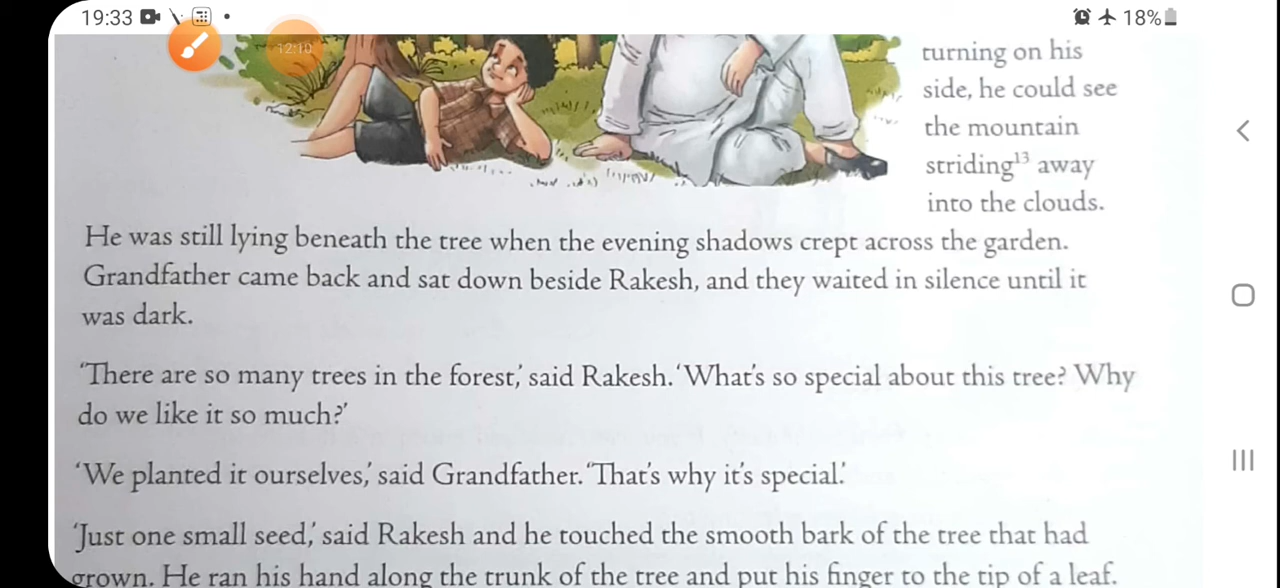 19:33
18%
12:10
turning on his
side, he could see
the mountain
striding¹³ away
into the clouds.
He was still lying beneath the tree when the evening shadows crept across the garden.
Grandfather came back and sat down beside Rakesh, and they waited in silence until it
was dark.
‘There are so many trees in the forest,’ said Rakesh. ‘What’s so special about this tree? Why
do we like it so much?’
‘We planted it ourselves,’ said Grandfather. ‘That’s why it’s special.’
‘Just one small seed,’ said Rakesh and he touched the smooth bark of the tree that had
grown. He ran his hand along the trunk of the tree and put his finger to the tip of a leaf.